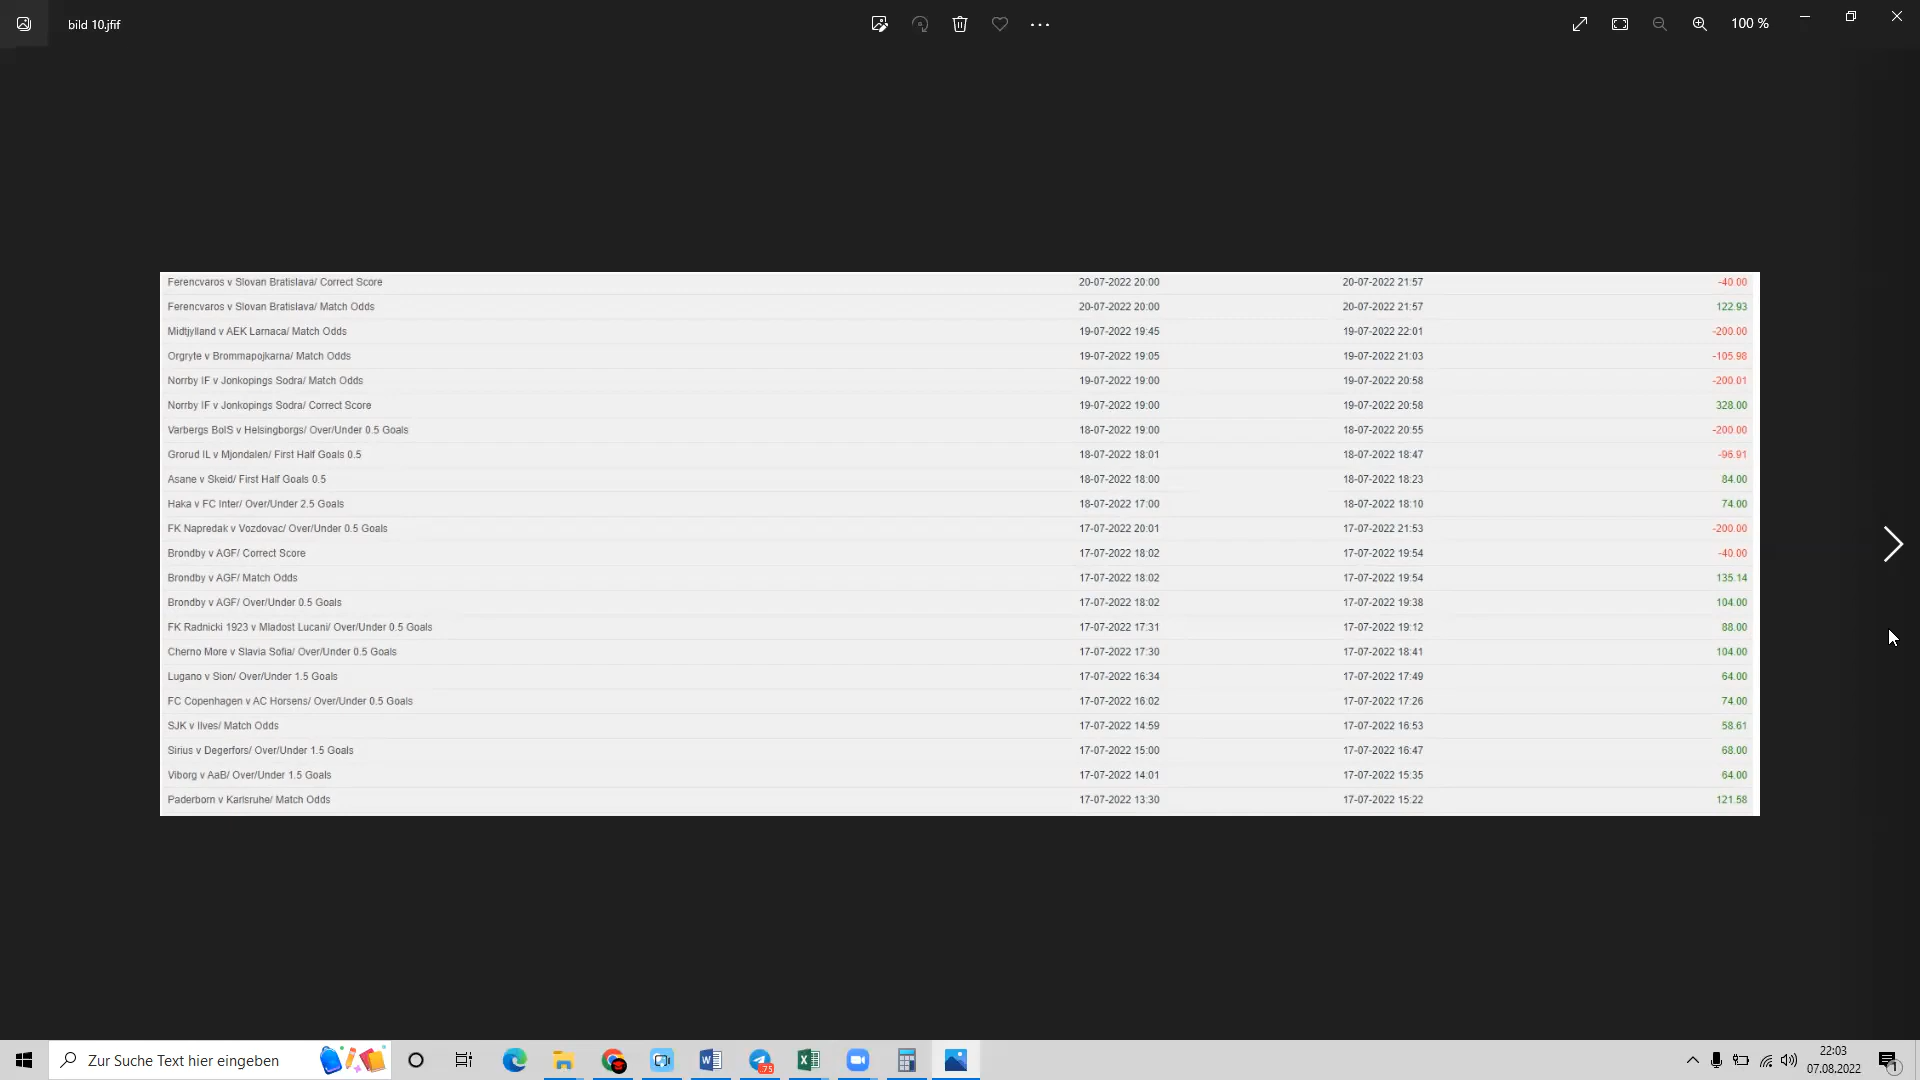 bild 10.jfif
100 %
Ferencvaros v Slovan Bratislava/ Correct Score 20-07-2022 20:00 20-07-2022 21:57 -40.00
Ferencvaros v Slovan Bratislava/ Match Odds 20-07-2022 20:00 20-07-2022 21:57 122.93
Midtjylland v AEK Larnaca/ Match Odds 19-07-2022 19:45 19-07-2022 22:01 -200.00
Orgryte v Brommapojkarna/ Match Odds 19-07-2022 19:05 19-07-2022 21:03 -105.98
Norrby IF v Jonkopings Sodra/ Match Odds 19-07-2022 19:00 19-07-2022 20:58 -200.01
Norrby IF v Jonkopings Sodra/ Correct Score 19-07-2022 19:00 19-07-2022 20:58 328.00
Varbergs BoIS v Helsingborgs/ Over/Under 0.5 Goals 18-07-2022 19:00 18-07-2022 20:55 -200.00
Grorud IL v Mjondalen/ First Half Goals 0.5 18-07-2022 18:01 18-07-2022 18:47 -96.91
Asane v Skeid/ First Half Goals 0.5 18-07-2022 18:00 18-07-2022 18:23 84.00
Haka v FC Inter/ Over/Under 2.5 Goals 18-07-2022 17:00 18-07-2022 18:10 74.00
FK Napredak v Vozdovac/ Over/Under 0.5 Goals 17-07-2022 20:01 17-07-2022 21:53 -200.00
Brondby v AGF/ Correct Score 17-07-2022 18:02 17-07-2022 19:54 -40.00
Brondby v AGF/ Match Odds 17-07-2022 18:02 17-07-2022 19:54 135.14
Brondby v AGF/ Over/Under 0.5 Goals 17-07-2022 18:02 17-07-2022 19:38 104.00
FK Radnicki 1923 v Mladost Lucani/ Over/Under 0.5 Goals 17-07-2022 17:31 17-07-2022 19:12 88.00
Cherno More v Slavia Sofia/ Over/Under 0.5 Goals 17-07-2022 17:30 17-07-2022 18:41 104.00
Lugano v Sion/ Over/Under 1.5 Goals 17-07-2022 16:34 17-07-2022 17:49 64.00
FC Copenhagen v AC Horsens/ Over/Under 0.5 Goals 17-07-2022 16:02 17-07-2022 17:26 74.00
SJK v Ilves/ Match Odds 17-07-2022 14:59 17-07-2022 16:53 58.61
Sirius v Degerfors/ Over/Under 1.5 Goals 17-07-2022 15:00 17-07-2022 16:47 68.00
Viborg v AaB/ Over/Under 1.5 Goals 17-07-2022 14:01 17-07-2022 15:35 64.00
Paderborn v Karlsruhe/ Match Odds 17-07-2022 13:30 17-07-2022 15:22 121.58
Zur Suche Text hier eingeben
75
22:03
07.08.2022
1